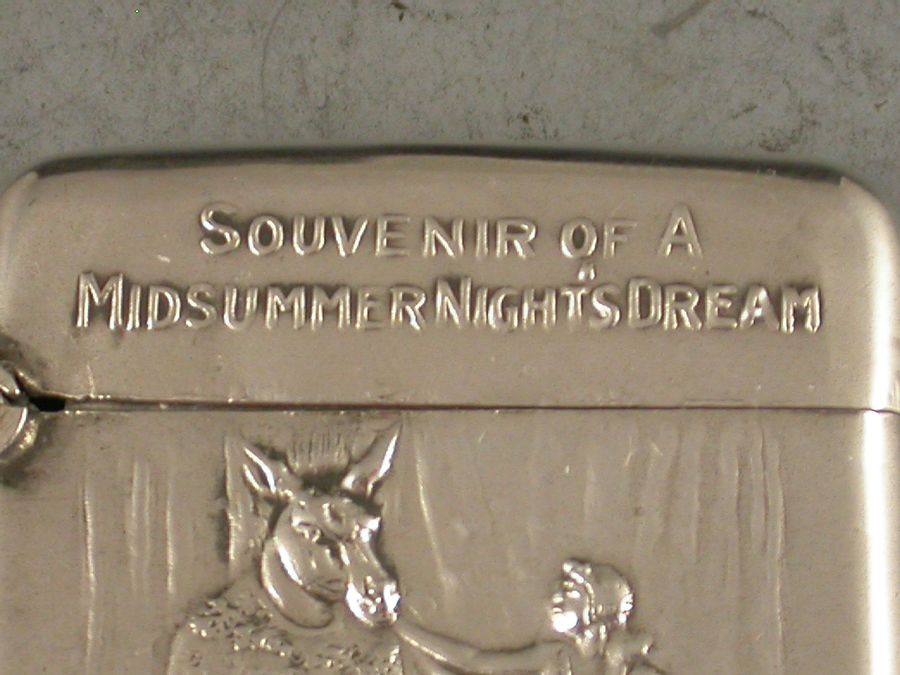 SOUVENIR OF A
MIDSUMMER NIGHT'S DREAM